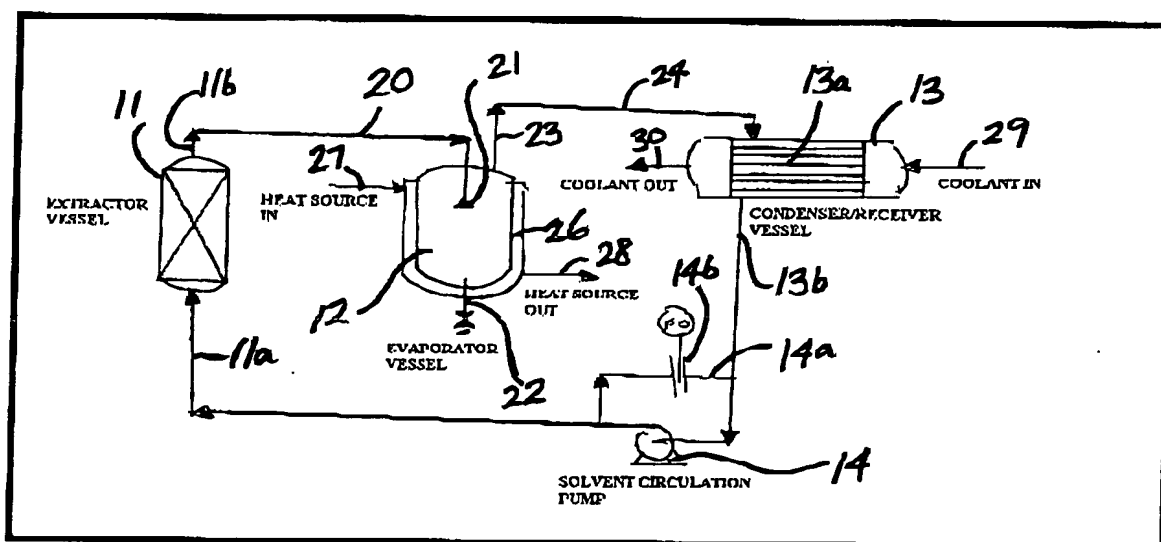 21
24
11b
20
13a
13
11
23
30
29
27
COOLANT OUT
COOLANT IN
EXTRACTOR
VESSEL
HEAT SOURCE
IN
CONDENSER/RECEIVER
VESSEL
26
28
14b
13b
12
HEAT SOURCE
OUT
EVAPORATOR
VESSEL
22
14a
11a
14
SOLVENT CIRCULATION
PUMP